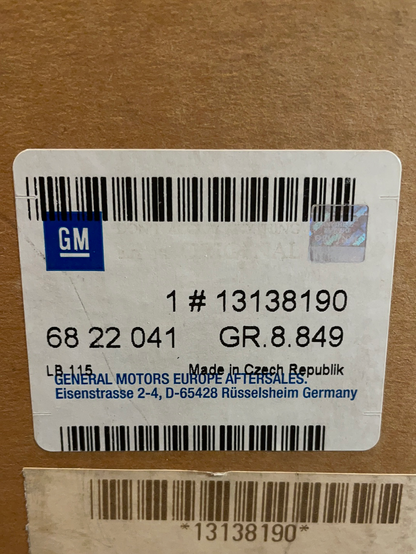 GM
1 # 13138190
68 22 041 GR.8.849
LB 115 Made in Czech Republik
GENERAL MOTORS EUROPE AFTERSALES.
Eisenstrasse 2-4, D-65428 Rüsselsheim Germany
*13138190*